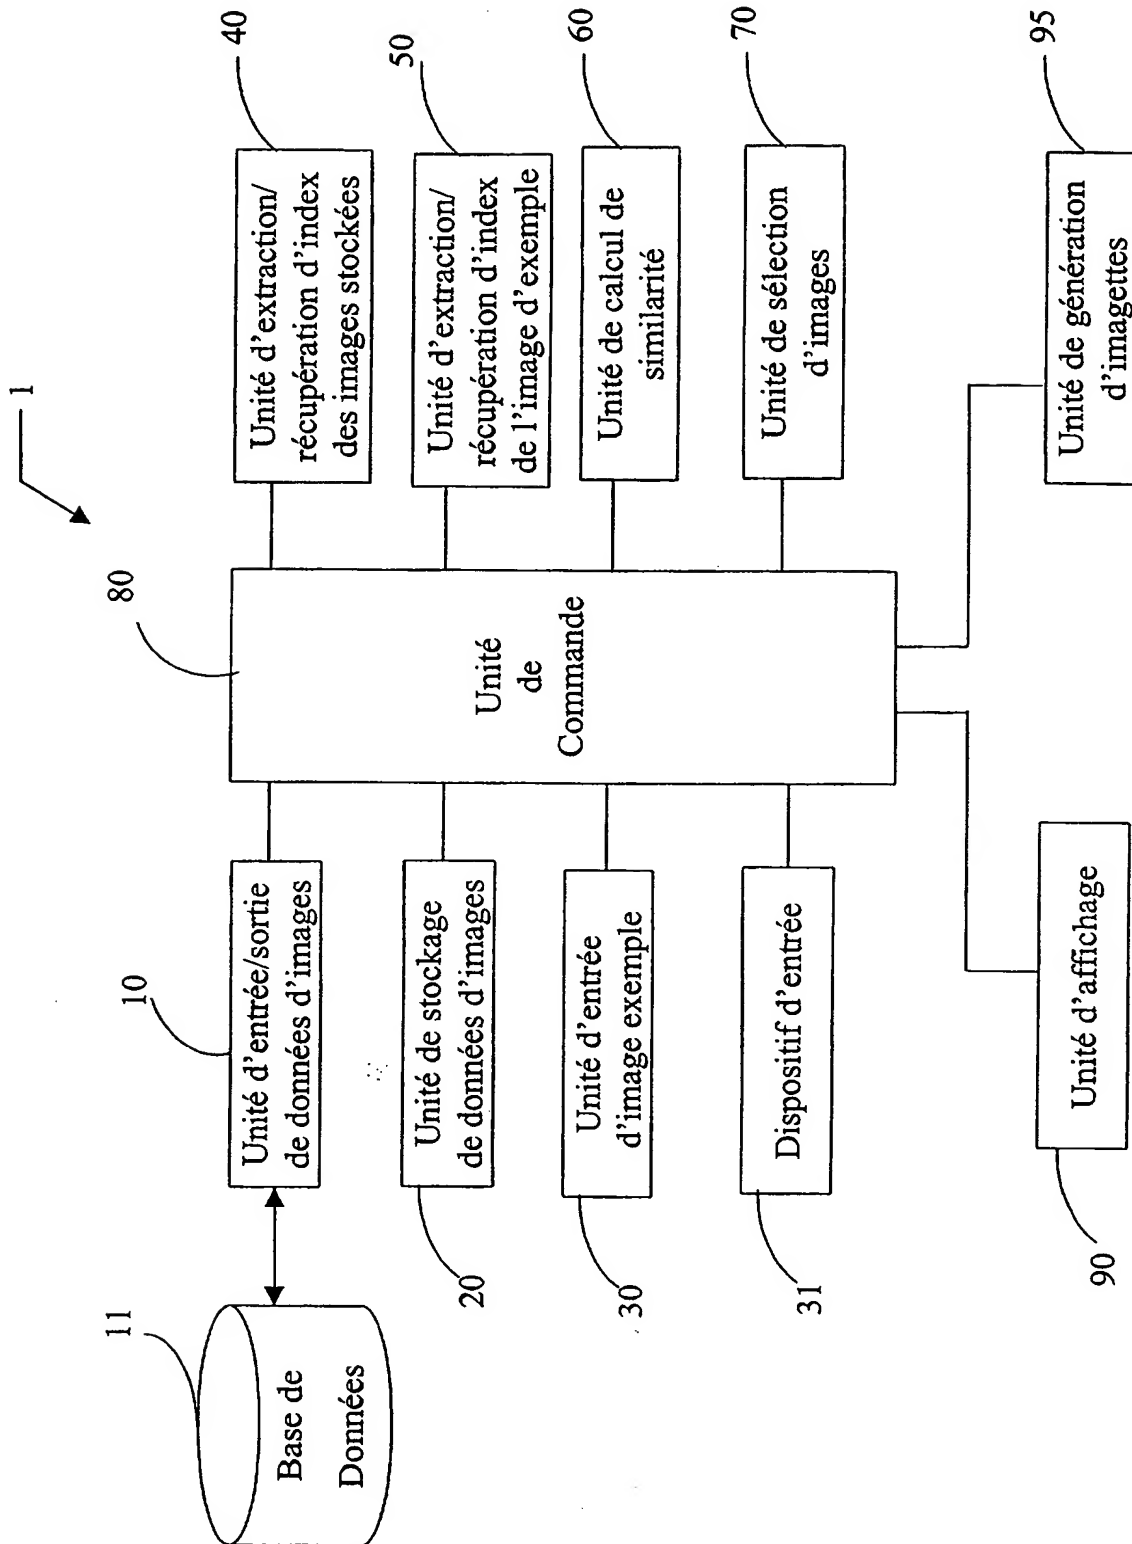 1
80
10
Unité d'entrée/sortie
de données d'images
11
Base de
Données
20
Unité de stockage
de données d'images
30
Unité d'entrée
d'image exemple
31
Dispositif d'entrée
Unité
de
Commande
40
Unité d'extraction/
récupération d'index
des images stockées
50
Unité d'extraction/
récupération d'index
de l'image d'exemple
60
Unité de calcul de
similarité
70
Unité de sélection
d'images
90
Unité d'affichage
95
Unité de génération
d'imagettes